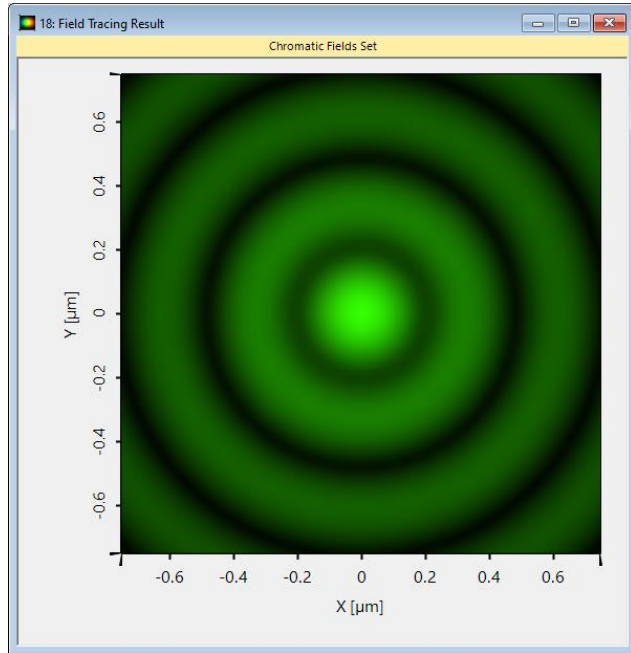 18: Field Tracing Result
Chromatic Fields Set
0.6
0.4
0.2
0
-0.2
-0.4
-0.6
Y [µm]
-0.6 -0.4 -0.2 0 0.2 0.4 0.6
X [µm]